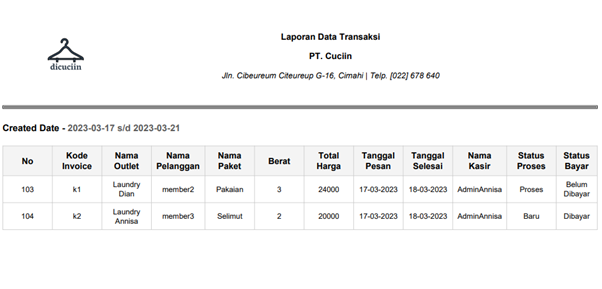 Laporan Data Transaksi
PT. Cuciin
dicuciin
Jln. Cibeureum Citeureup G-16, Cimahi | Telp. [022] 678 640
Created Date - 2023-03-17 s/d 2023-03-21
No Kode Invoice Nama Outlet Nama Pelanggan Nama Paket Berat Total Harga Tanggal Pesan Tanggal Selesai Nama Kasir Status Proses Status Bayar
103 k1 Laundry Dian member2 Pakaian 3 24000 17-03-2023 18-03-2023 AdminAnnisa Proses Belum Dibayar
104 k2 Laundry Annisa member3 Selimut 2 20000 17-03-2023 18-03-2023 AdminAnnisa Baru Dibayar